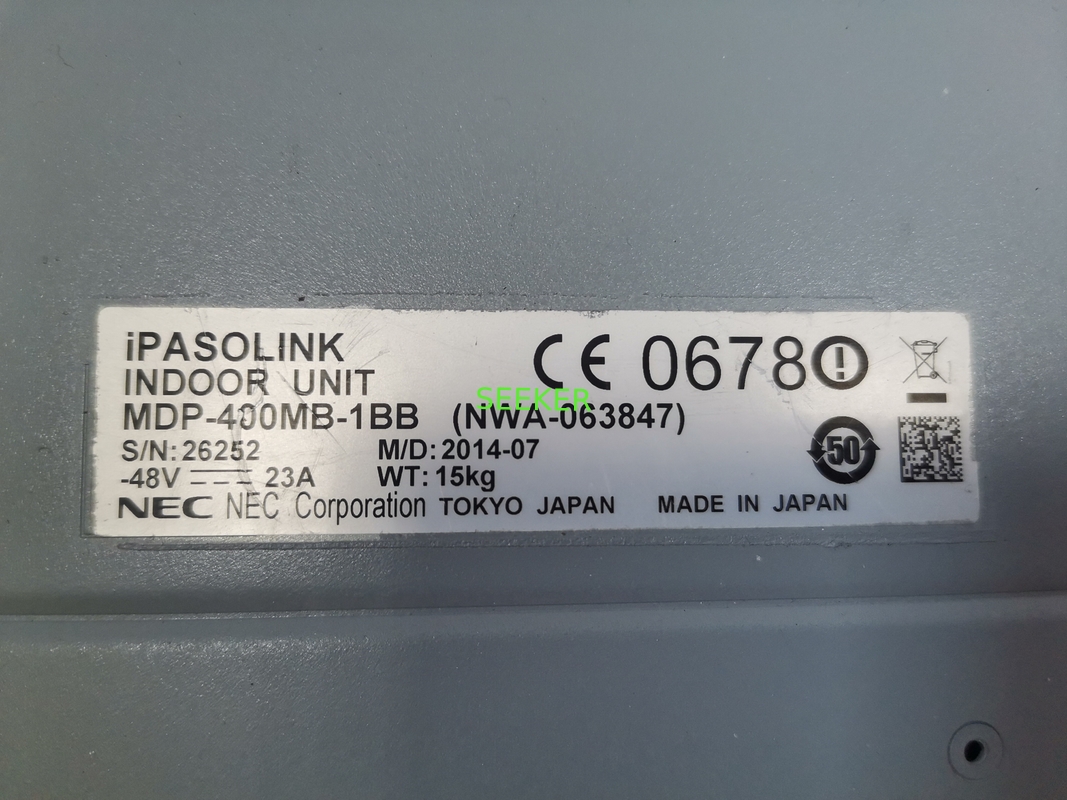 iPASOLINK
INDOOR UNIT
CE 0678
MDP-400MB-1BB (NWA-063847)
SEEKER
S/N: 26252 M/D: 2014-07
-48V 23A WT: 15kg
50
NEC NEC Corporation TOKYO JAPAN MADE IN JAPAN